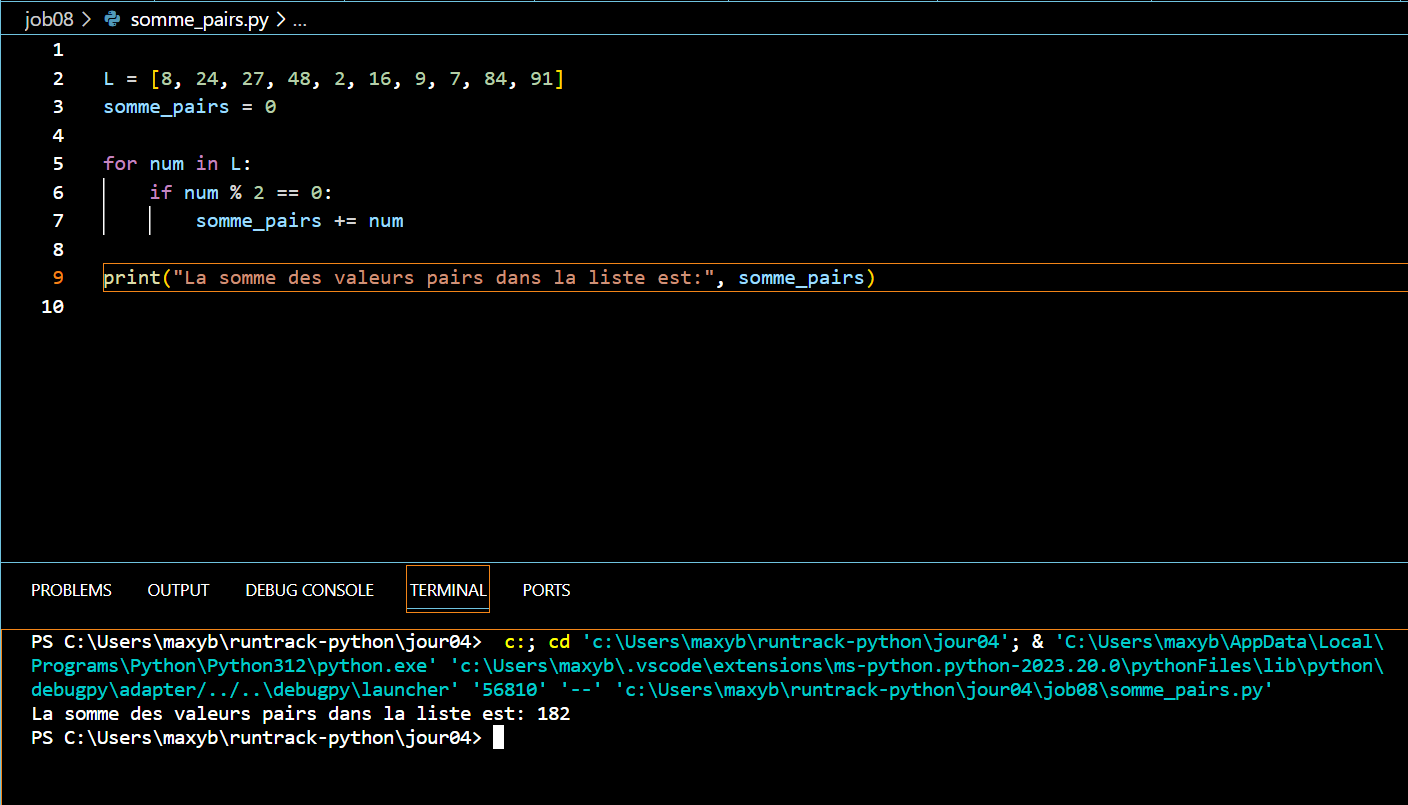 job08 > somme_pairs.py > ...
1
2 L = [8, 24, 27, 48, 2, 16, 9, 7, 84, 91]
3 somme_pairs = 0
4
5 for num in L:
6     if num % 2 == 0:
7         somme_pairs += num
8
9 print("La somme des valeurs pairs dans la liste est:", somme_pairs)
10
PROBLEMS OUTPUT DEBUG CONSOLE TERMINAL PORTS
PS C:\Users\maxyb\runtrack-python\jour04>  c:; cd 'c:\Users\maxyb\runtrack-python\jour04'; & 'C:\Users\maxyb\AppData\Local\
Programs\Python\Python312\python.exe' 'c:\Users\maxyb\.vscode\extensions\ms-python.python-2023.20.0\pythonFiles\lib\python\
debugpy\adapter/../..\debugpy\launcher' '56810' '--' 'c:\Users\maxyb\runtrack-python\jour04\job08\somme_pairs.py'
La somme des valeurs pairs dans la liste est: 182
PS C:\Users\maxyb\runtrack-python\jour04>